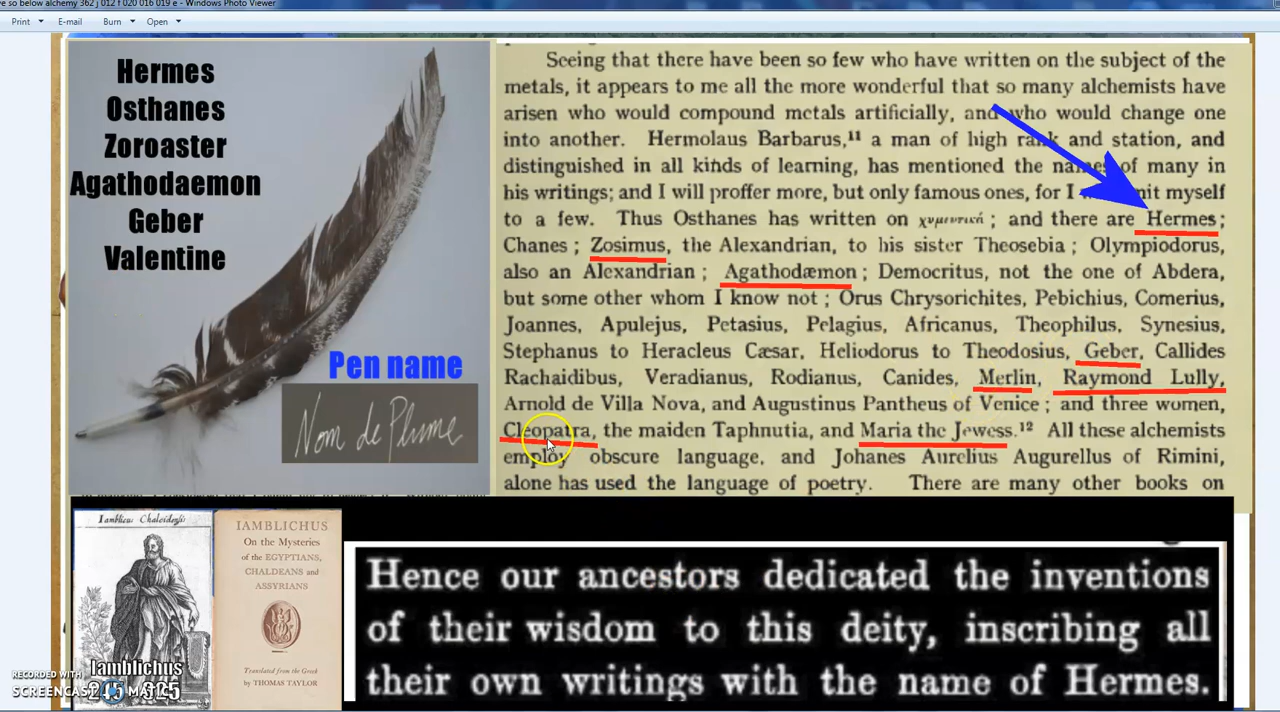 ve so below alchemy 362 j 012 f 020 016 019 e - Windows Photo Viewer
Print E-mail Burn Open
Hermes
Osthanes
Zoroaster
Agathodaemon
Geber
Valentine
Pen name
Nom de Plume
Seeing that there have been so few who have written on the subject of the
metals, it appears to me all the more wonderful that so many alchemists have
arisen who would compound metals artificially, and who would change one
into another. Hermolaus Barbarus,11 a man of high rank and station, and
distinguished in all kinds of learning, has mentioned the names of many in
his writings; and I will proffer more, but only famous ones, for I myself
to a few. Thus Osthanes has written on χυμευτικά; and there are Hermes;
Chanes; Zosimus, the Alexandrian, to his sister Theosebia; Olympiodorus,
also an Alexandrian; Agathodæmon; Democritus, not the one of Abdera,
but some other whom I know not; Orus Chrysorichites, Pebichius, Comerius,
Joannes, Apulejus, Petasius, Pelagius, Africanus, Theophilus, Synesius,
Stephanus to Heracleus Cæsar, Heliodorus to Theodosius, Geber, Callides
Rachaidibus, Veradianus, Rodianus, Canides, Merlin, Raymond Lully,
Arnold de Villa Nova, and Augustinus Pantheus of Venice; and three women,
Cleopatra, the maiden Taphnutia, and Maria the Jewess.12 All these alchemists
employ obscure language, and Johanes Aurelius Augurellus of Rimini,
alone has used the language of poetry. There are many other books on
Iamblicus Chalcidensis
Iamblichus
245 325
IAMBLICHUS
On the Mysteries
of the EGYPTIANS,
CHALDEANS and
ASSYRIANS
Translated from the Greek
by THOMAS TAYLOR
Hence our ancestors dedicated the inventions
of their wisdom to this deity, inscribing all
their own writings with the name of Hermes.
RECORDED WITH
SCREENCAST MATIC